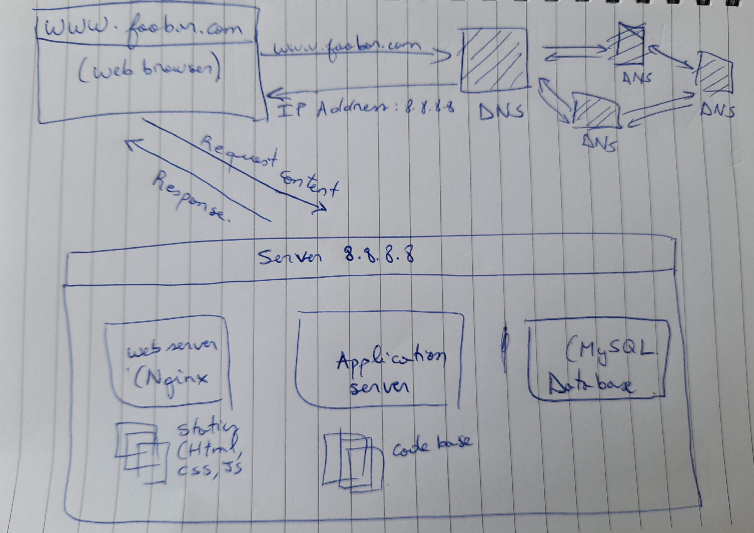 www.foobar.com
(web browser)
www.foobar.com
IP Address: 8.8.8.8
DNS
DNS
DNS
DNS
Request Content
Response.
Server 8.8.8.8
web server
(Nginx
Application
server
(MySQL
Database
static
(Html,
CSS, JS
code base